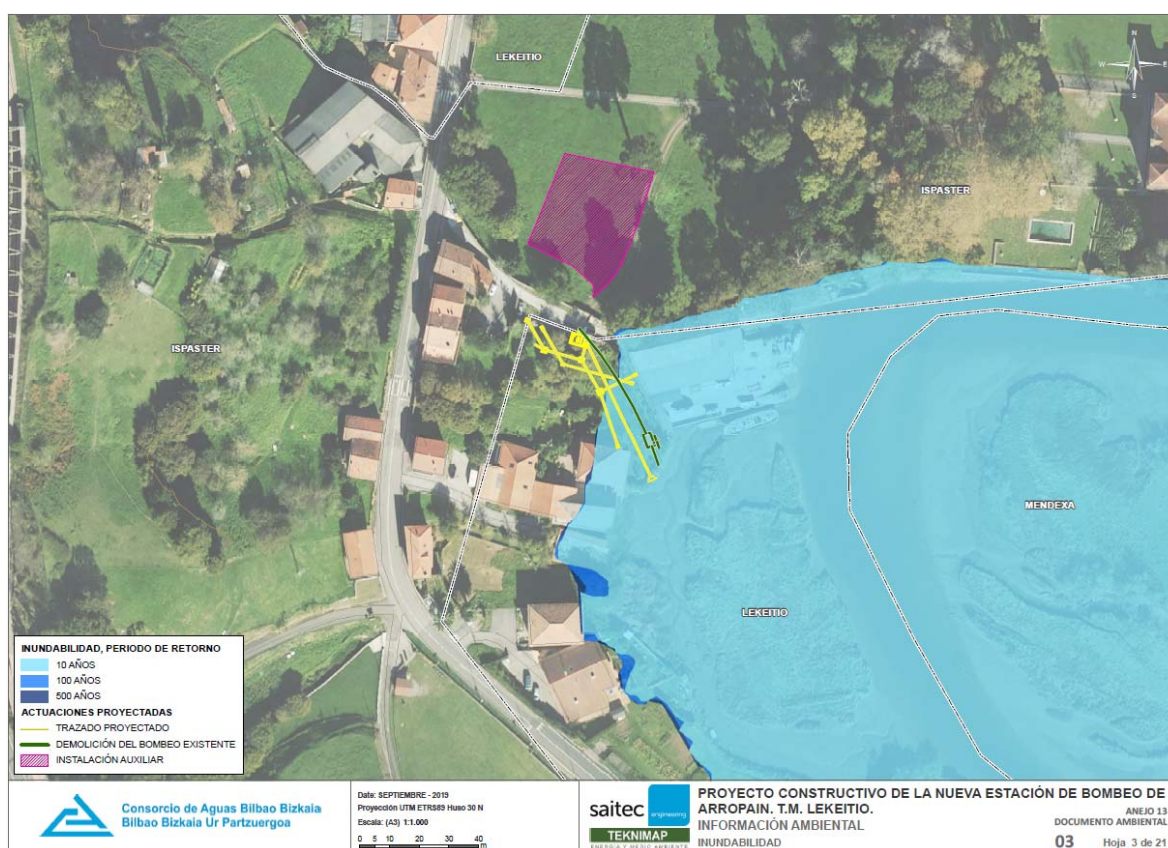 LEKEITIO
N
W
E
S
ISPASTER
ISPASTER
MENDEXA
LEKEITIO
INUNDABILIDAD, PERIODO DE RETORNO
10 AÑOS
100 AÑOS
500 AÑOS
ACTUACIONES PROYECTADAS
TRAZADO PROYECTADO
DEMOLICIÓN DEL BOMBEO EXISTENTE
INSTALACIÓN AUXILIAR
Consorcio de Aguas Bilbao Bizkaia
Bilbao Bizkaia Ur Partzuergoa
Date: SEPTIEMBRE - 2019
Proyección UTM ETRS89 Huso 30 N
Escala: (A3) 1:1.000
0 5 10 20 30 40
m
saitec engineering
TEKNIMAP
ENERGÍA Y MEDIO AMBIENTE
PROYECTO CONSTRUCTIVO DE LA NUEVA ESTACIÓN DE BOMBEO DE
ARROPAIN. T.M. LEKEITIO.
INFORMACIÓN AMBIENTAL
INUNDABILIDAD
ANEJO 13
DOCUMENTO AMBIENTAL
03 Hoja 3 de 21